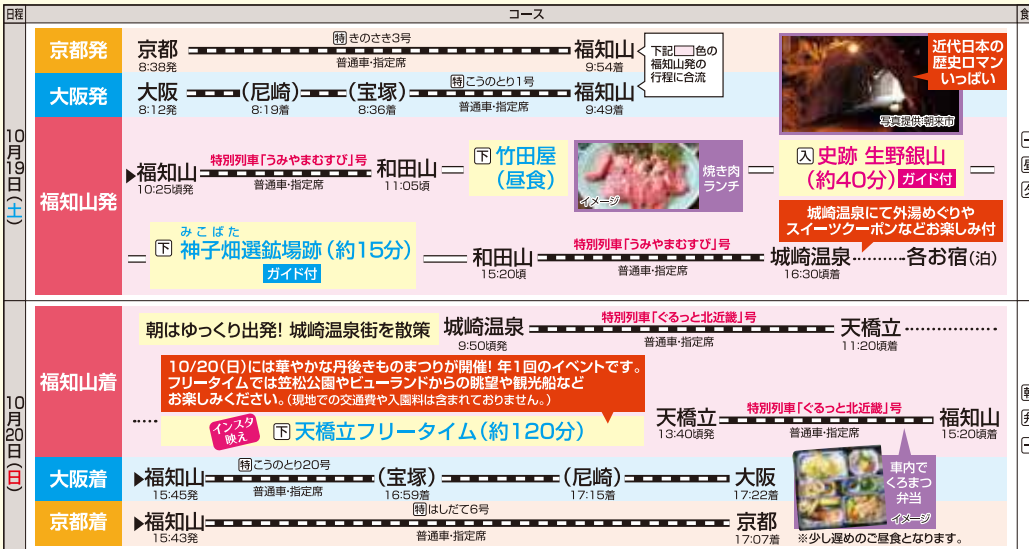 日程
コース
食
10月19日(土)
京都発
京都
8:38発
特きのさき3号
普通車・指定席
福知山
9:54着
下記 色の
福知山発の
行程に合流
近代日本の
歴史ロマン
いっぱい
写真提供:朝来市
大阪発
大阪
8:12発
(尼崎)
8:19着
(宝塚)
8:36着
特こうのとり1号
普通車・指定席
福知山
9:49着
福知山発
福知山
10:25頃発
特別列車「うみやまむすび」号
普通車・指定席
和田山
11:05頃
下 竹田屋
(昼食)
イメージ
焼き肉
ランチ
入 史跡 生野銀山
(約40分) ガイド付
みこばた
下 神子畑選鉱場跡(約15分)
ガイド付
和田山
15:20頃
特別列車「うみやまむすび」号
普通車・指定席
城崎温泉にて外湯めぐりや
スイーツクーポンなどお楽しみ付
城崎温泉
16:30頃着
各お宿(泊)
10月20日(日)
福知山着
朝はゆっくり出発! 城崎温泉街を散策
城崎温泉
9:50頃発
特別列車「ぐるっと北近畿」号
普通車・指定席
天橋立
11:20頃着
10/20(日)には華やかな丹後きものまつりが開催! 年1回のイベントです。
フリータイムでは笠松公園やビューランドからの眺望や観光船など
お楽しみください。(現地での交通費や入園料は含まれておりません。)
インスタ
映え
下 天橋立フリータイム(約120分)
天橋立
13:40頃発
特別列車「ぐるっと北近畿」号
普通車・指定席
福知山
15:20頃着
大阪着
福知山
15:45発
特こうのとり20号
普通車・指定席
(宝塚)
16:59着
(尼崎)
17:15着
大阪
17:22着
車内で
くろまつ
弁当
イメージ
京都着
福知山
15:43発
特はしだて6号
普通車・指定席
京都
17:07着
※少し遅めのご昼食となります。